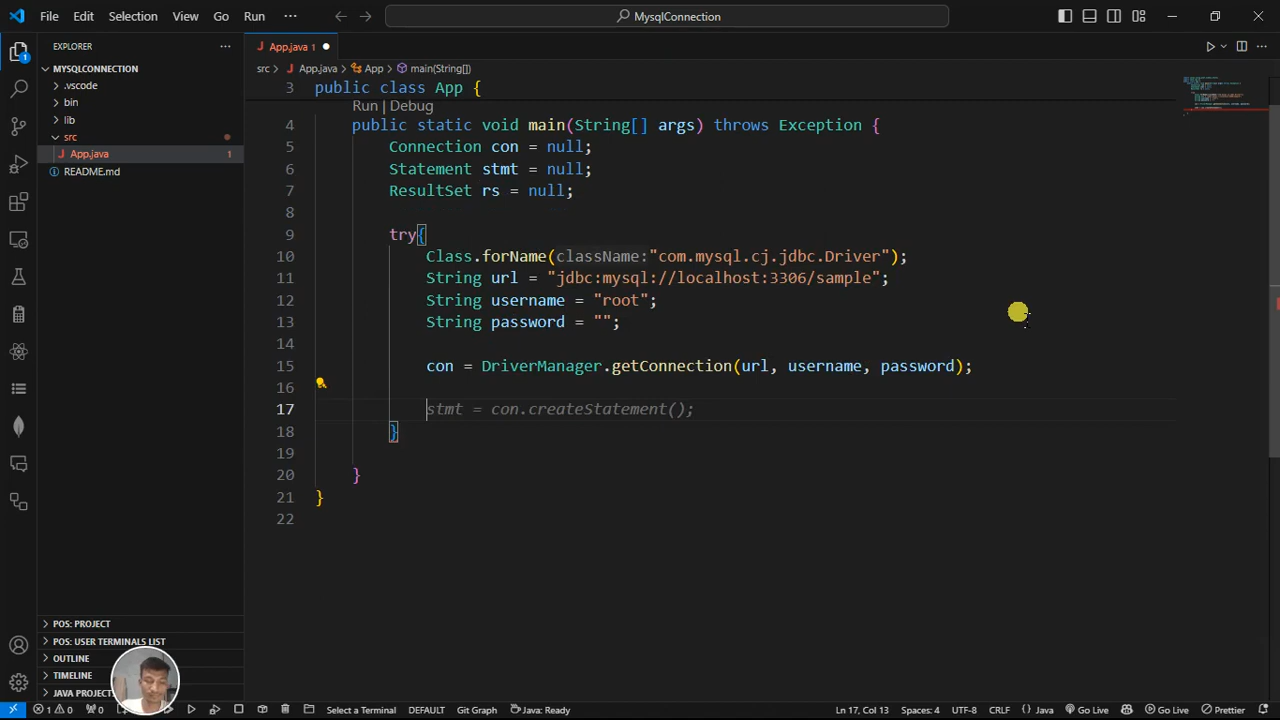 File Edit Selection View Go Run ··· MysqlConnection
EXPLORER ···
App.java 1
MYSQLCONNECTION
src > App.java > App > main(String[])
.vscode
bin
lib
src
App.java 1
README.md
3 public class App {
Run | Debug
4 public static void main(String[] args) throws Exception {
5 Connection con = null;
6 Statement stmt = null;
7 ResultSet rs = null;
8
9 try{
10 Class.forName(className:"com.mysql.cj.jdbc.Driver");
11 String url = "jdbc:mysql://localhost:3306/sample";
12 String username = "root";
13 String password = "";
14
15 con = DriverManager.getConnection(url, username, password);
16
17 stmt = con.createStatement();
18 }
19
20 }
21 }
22
POS: PROJECT
POS: USER TERMINALS LIST
OUTLINE
TIMELINE
JAVA PROJEC
1 0 0 Select a Terminal DEFAULT Git Graph Java: Ready Ln 17, Col 13 Spaces: 4 UTF-8 CRLF {} Java Go Live Go Live Prettier